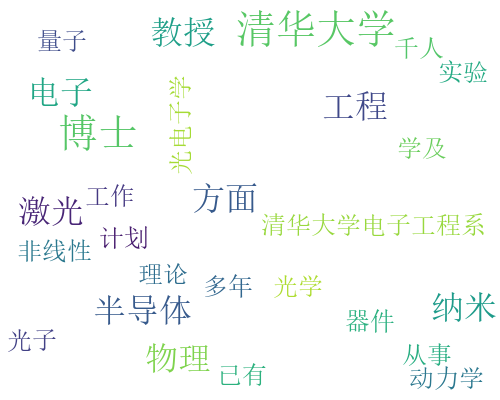 清华大学
教授
量子
千人
实验
电子
光电子学
工程
博士
学及
工作
方面
激光
清华大学电子工程系
计划
非线性
理论
多年
光学
半导体
纳米
器件
光子
物理
从事
已有
动力学